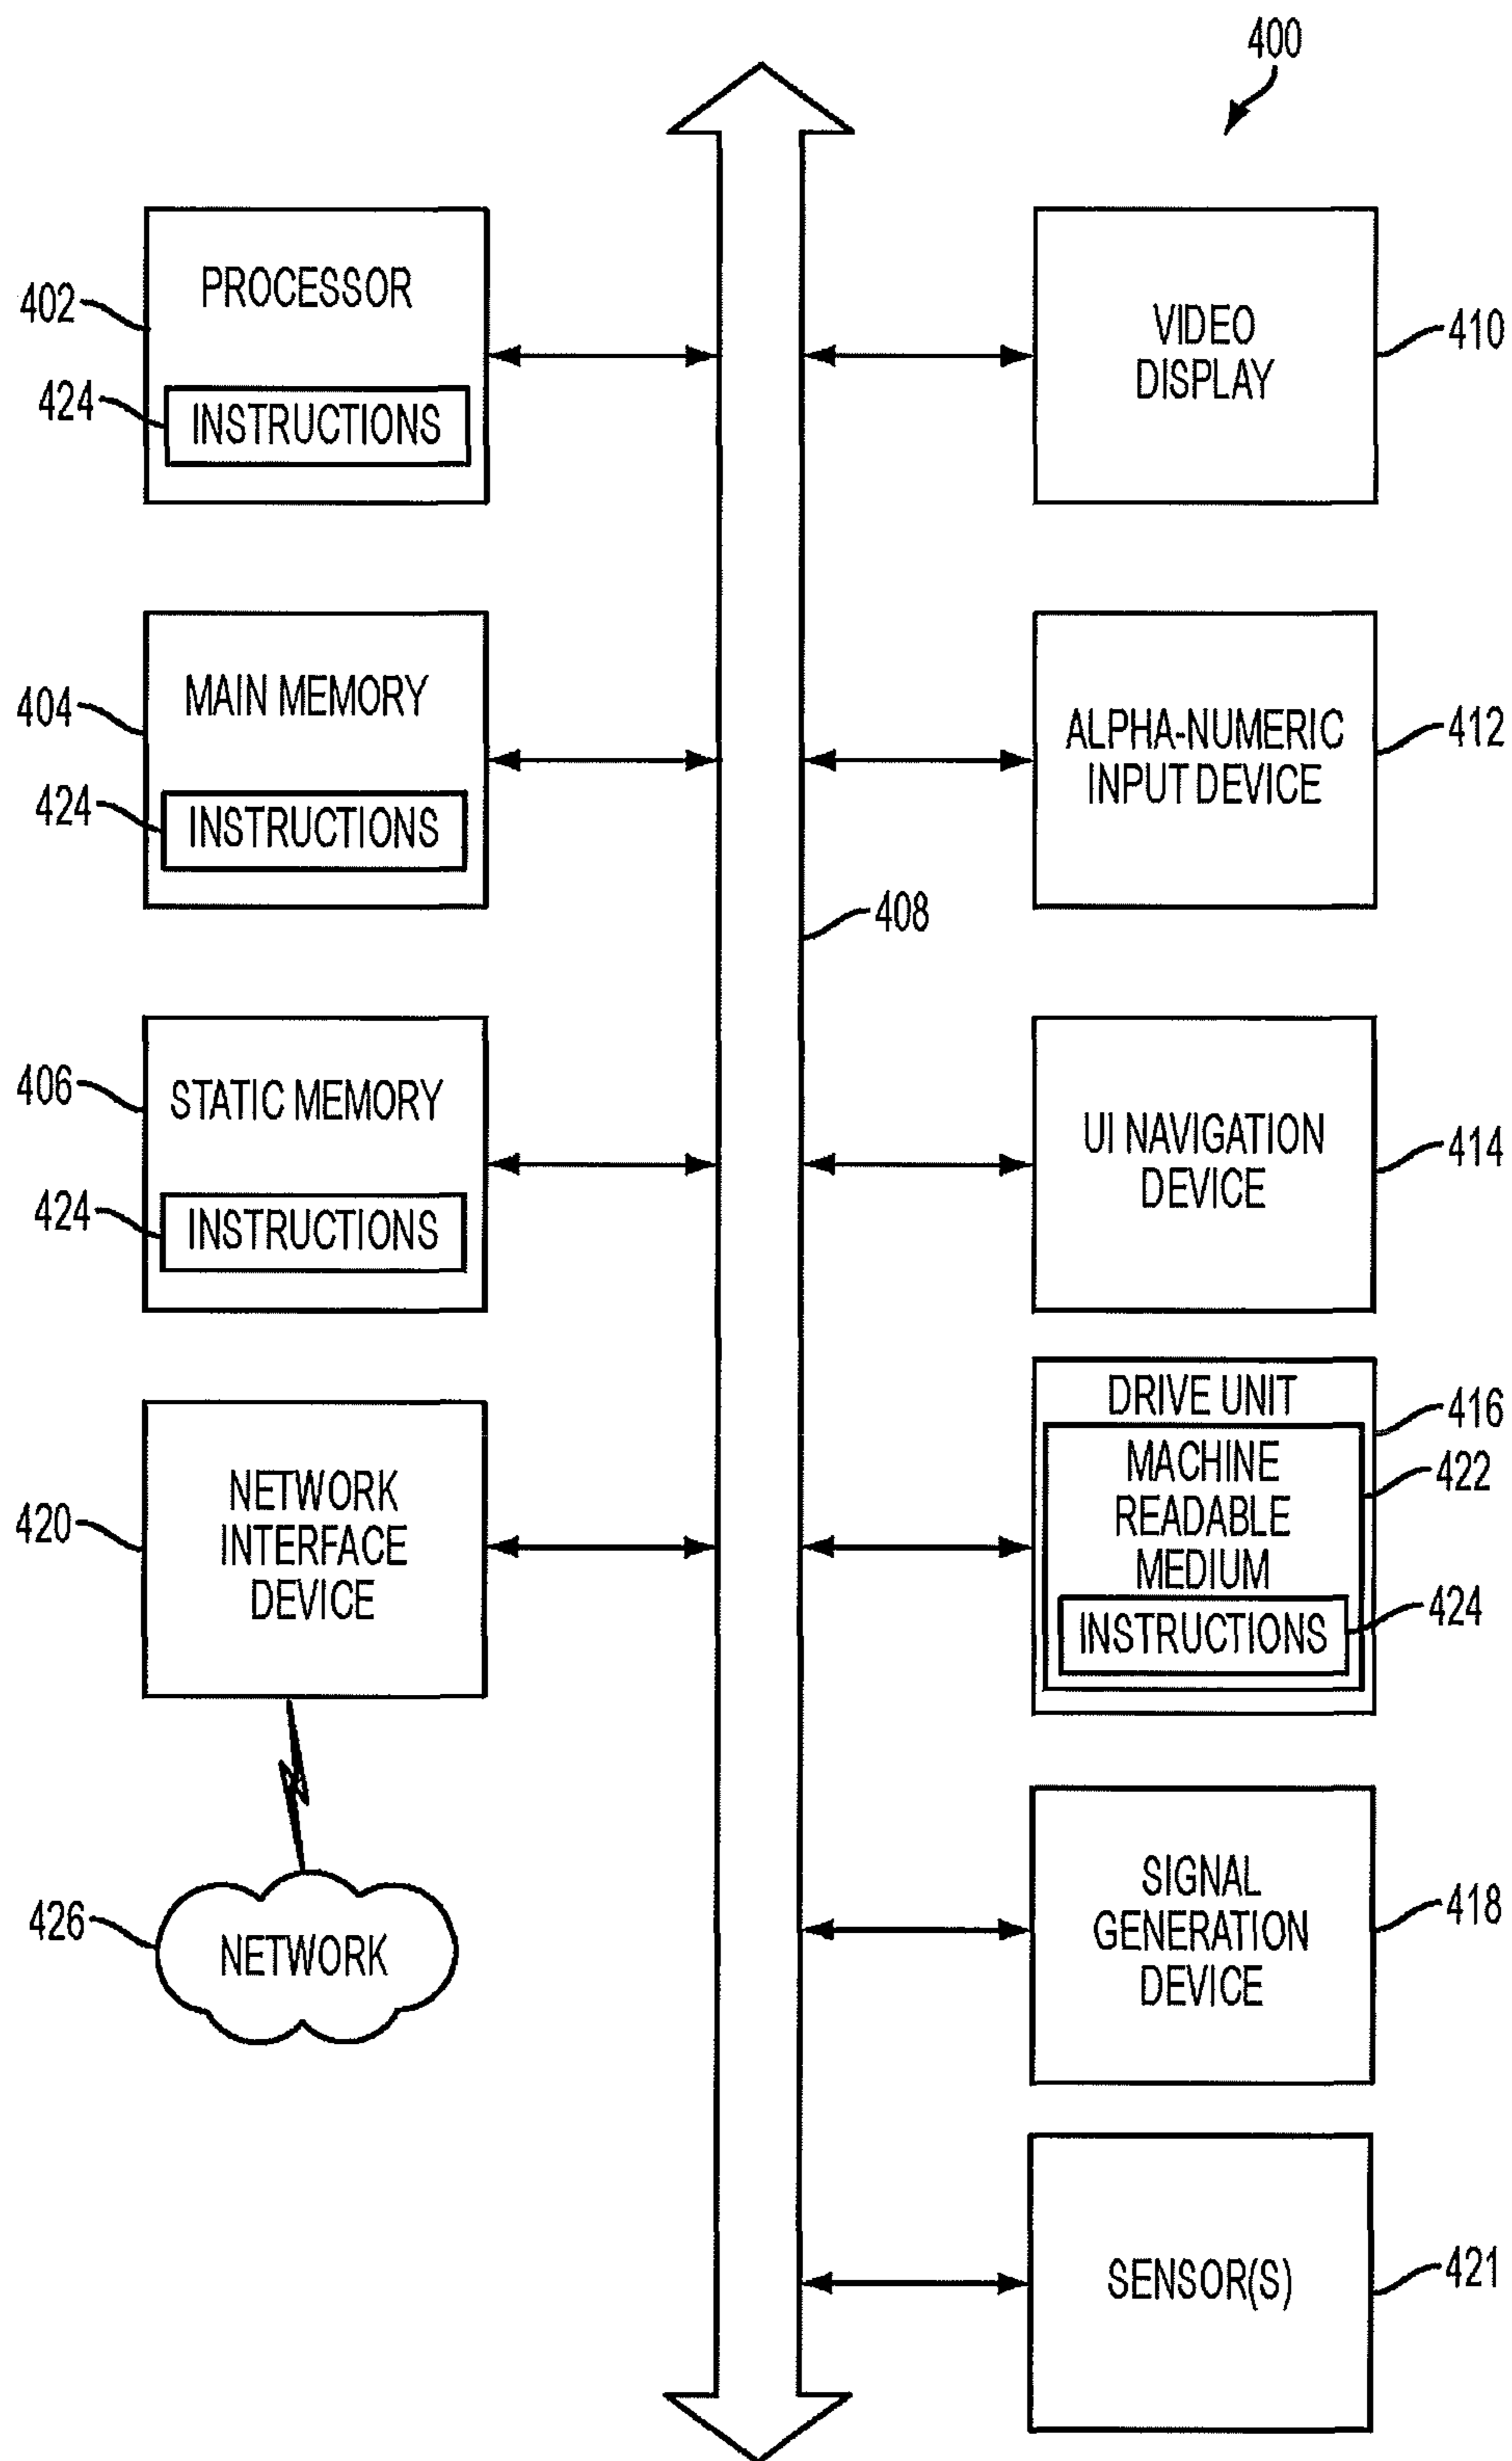 400
PROCESSOR
402
424
INSTRUCTIONS
VIDEO
DISPLAY
410
MAIN MEMORY
404
424
INSTRUCTIONS
ALPHA-NUMERIC
INPUT DEVICE
412
408
STATIC MEMORY
406
424
INSTRUCTIONS
UI NAVIGATION
DEVICE
414
NETWORK
INTERFACE
DEVICE
420
DRIVE UNIT
416
MACHINE
READABLE
MEDIUM
422
INSTRUCTIONS
424
426
NETWORK
SIGNAL
GENERATION
DEVICE
418
SENSOR(S)
421